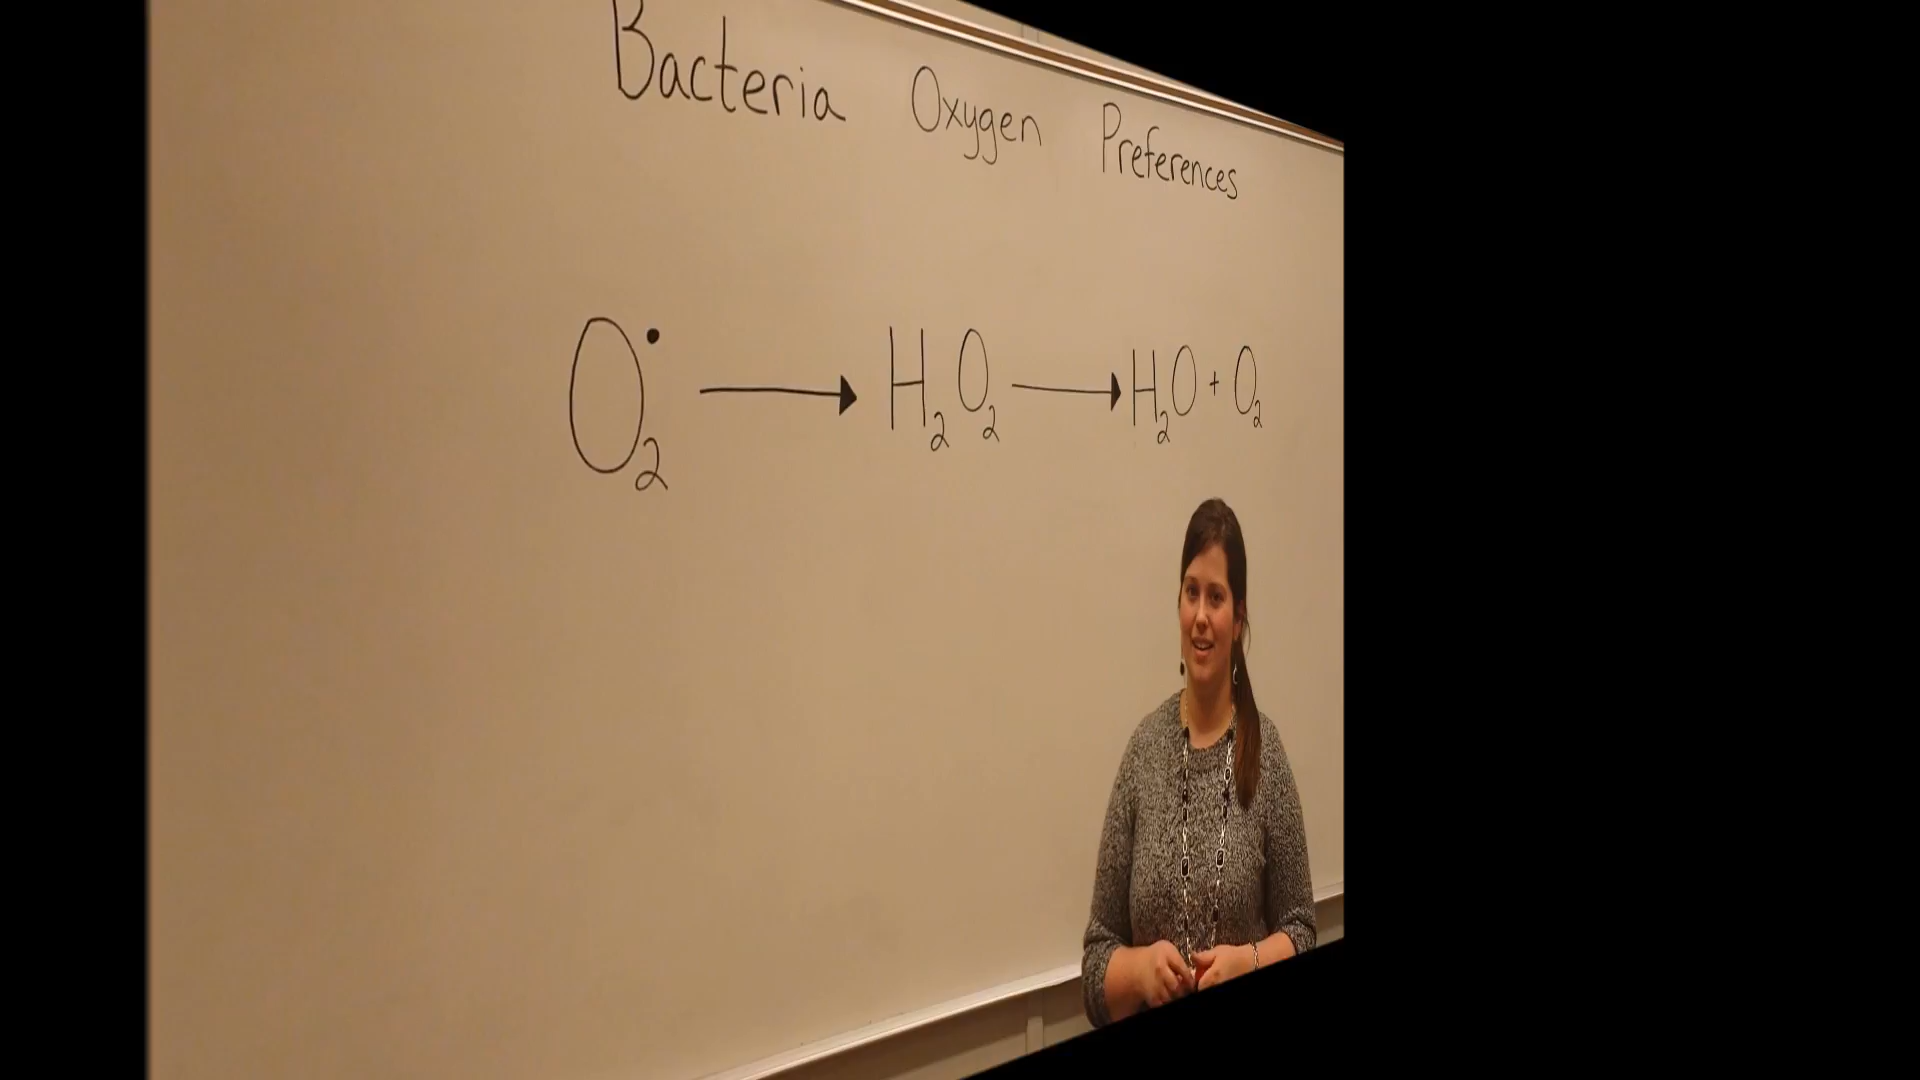 Bacteria Oxygen Preferences
O₂• → H₂O₂ → H₂O + O₂